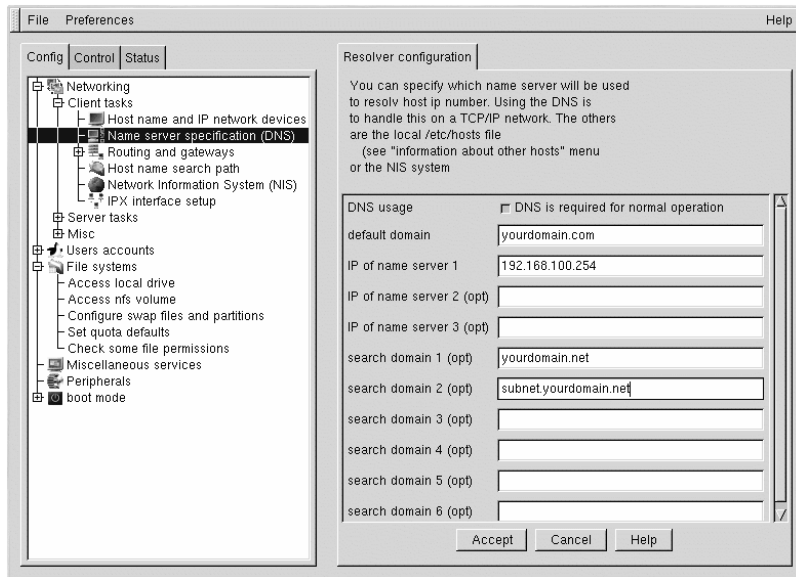 File Preferences Help
Config Control Status
Networking
Client tasks
Host name and IP network devices
Name server specification (DNS)
Routing and gateways
Host name search path
Network Information System (NIS)
IPX interface setup
Server tasks
Misc
Users accounts
File systems
Access local drive
Access nfs volume
Configure swap files and partitions
Set quota defaults
Check some file permissions
Miscellaneous services
Peripherals
boot mode
Resolver configuration
You can specify which name server will be used
to resolv host ip number. Using the DNS is
to handle this on a TCP/IP network. The others
are the local /etc/hosts file
(see "information about other hosts" menu
or the NIS system
DNS usage DNS is required for normal operation
default domain yourdomain.com
IP of name server 1 192.168.100.254
IP of name server 2 (opt)
IP of name server 3 (opt)
search domain 1 (opt) yourdomain.net
search domain 2 (opt) subnet.yourdomain.net
search domain 3 (opt)
search domain 4 (opt)
search domain 5 (opt)
search domain 6 (opt)
Accept Cancel Help